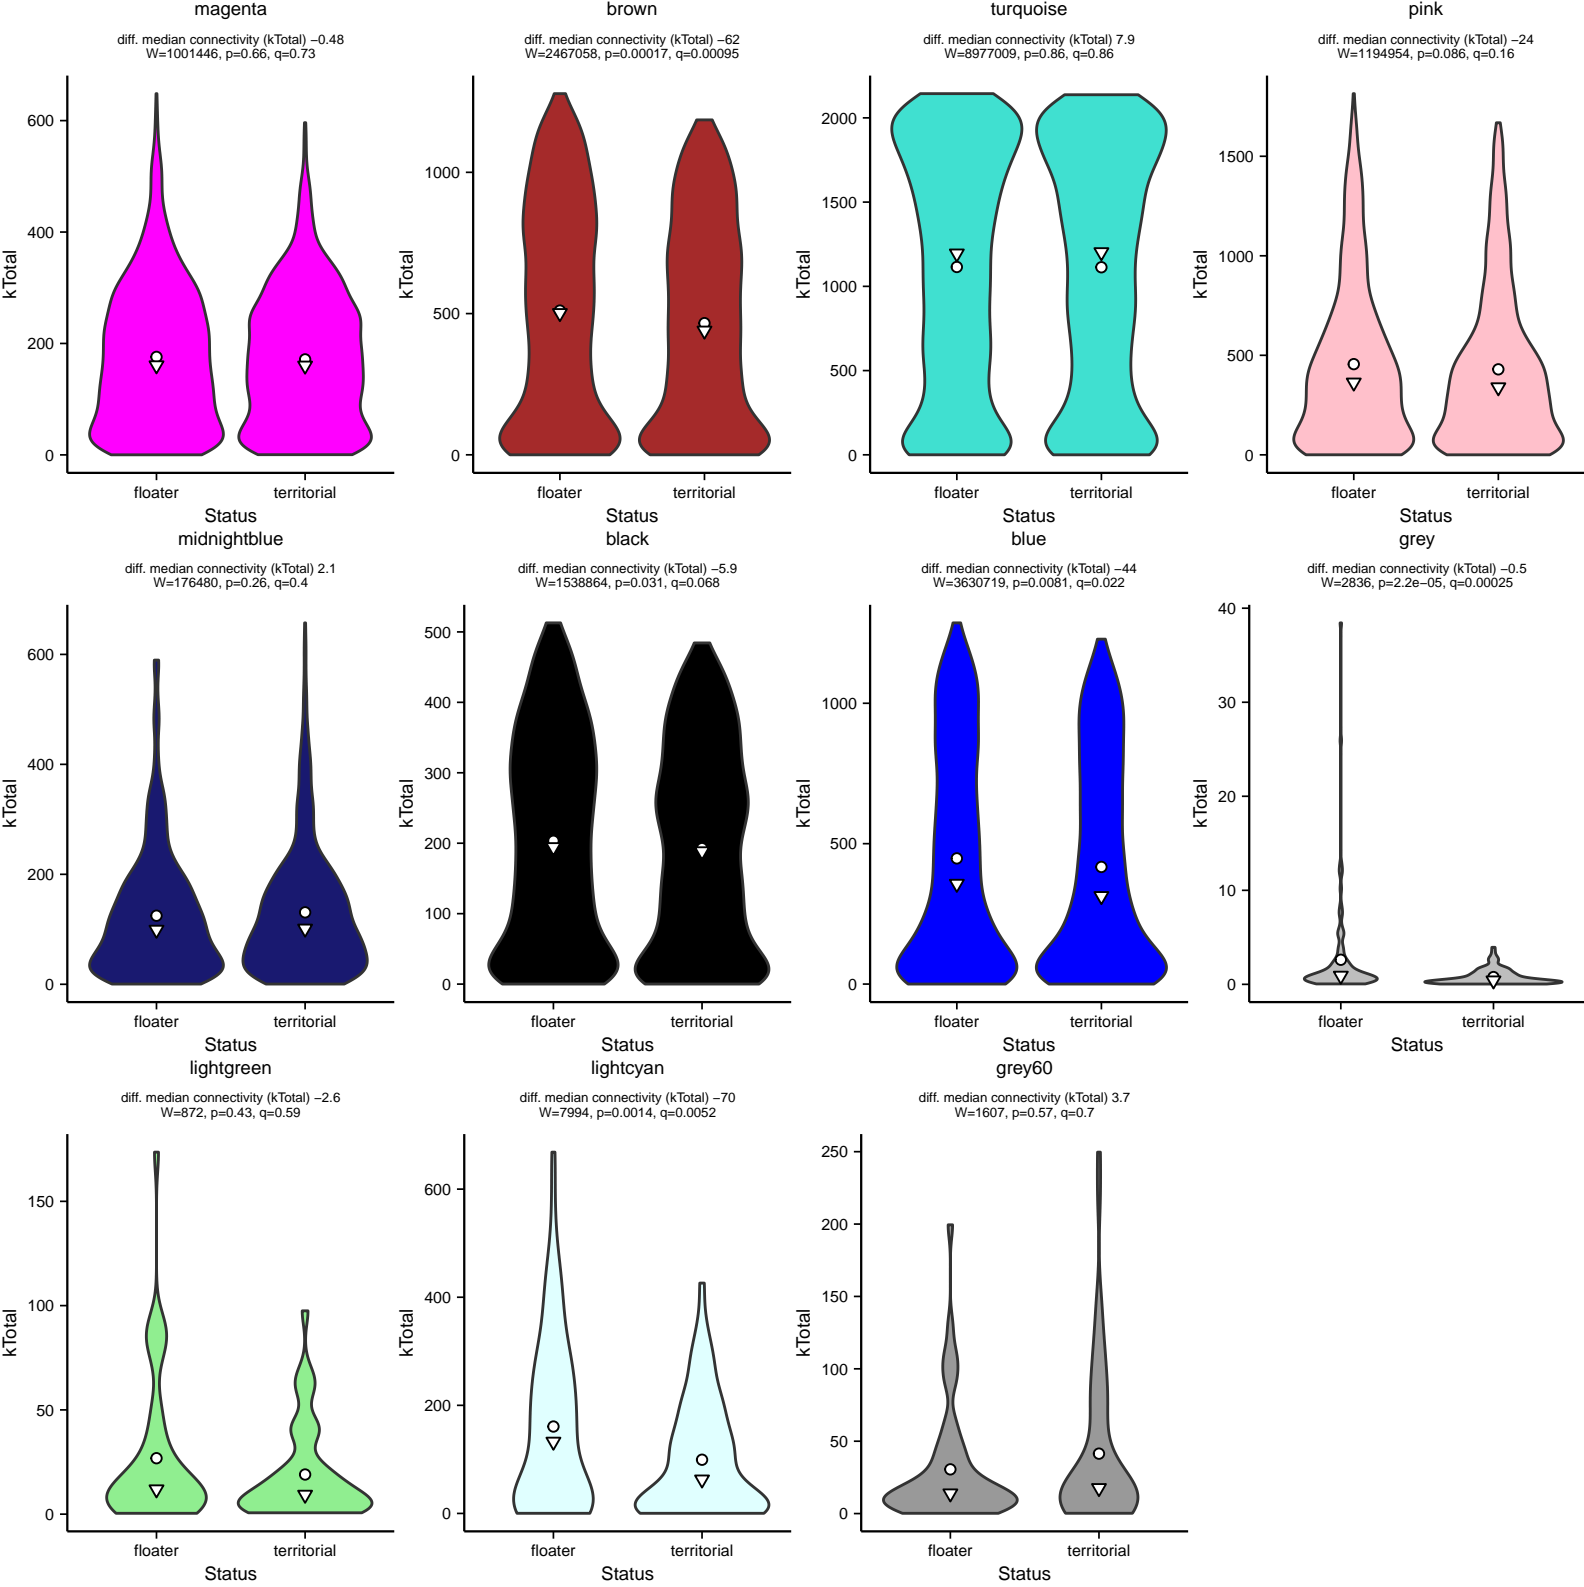 magenta
diff. median connectivity (kTotal) −0.48
W=1001446, p=0.66, q=0.73
kTotal
600
400
200
0
floater
territorial
Status
brown
diff. median connectivity (kTotal) −62
W=2467058, p=0.00017, q=0.00095
kTotal
1000
500
0
floater
territorial
Status
turquoise
diff. median connectivity (kTotal) 7.9
W=8977009, p=0.86, q=0.86
kTotal
2000
1500
1000
500
0
floater
territorial
Status
pink
diff. median connectivity (kTotal) −24
W=1194954, p=0.086, q=0.16
kTotal
1500
1000
500
0
floater
territorial
Status
midnightblue
diff. median connectivity (kTotal) 2.1
W=176480, p=0.26, q=0.4
kTotal
600
400
200
0
floater
territorial
Status
black
diff. median connectivity (kTotal) −5.9
W=1538864, p=0.031, q=0.068
kTotal
500
400
300
200
100
0
floater
territorial
Status
blue
diff. median connectivity (kTotal) −44
W=3630719, p=0.0081, q=0.022
kTotal
1000
500
0
floater
territorial
Status
grey
diff. median connectivity (kTotal) −0.5
W=2836, p=2.2e−05, q=0.00025
kTotal
40
30
20
10
0
floater
territorial
Status
lightgreen
diff. median connectivity (kTotal) −2.6
W=872, p=0.43, q=0.59
kTotal
150
100
50
0
floater
territorial
Status
lightcyan
diff. median connectivity (kTotal) −70
W=7994, p=0.0014, q=0.0052
kTotal
600
400
200
0
floater
territorial
Status
grey60
diff. median connectivity (kTotal) 3.7
W=1607, p=0.57, q=0.7
kTotal
250
200
150
100
50
0
floater
territorial
Status